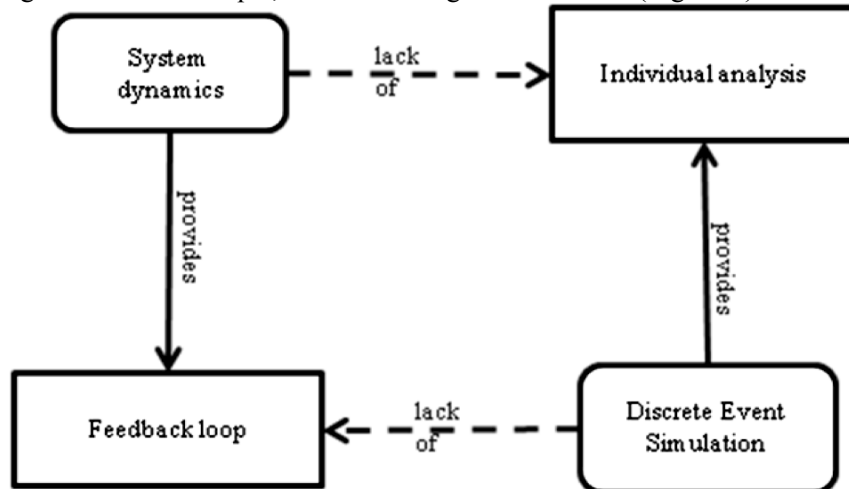 System
dynamics
lack
of
Individual analysis
provides
provides
Feedback loop
lack
of
Discrete Event
Simulation